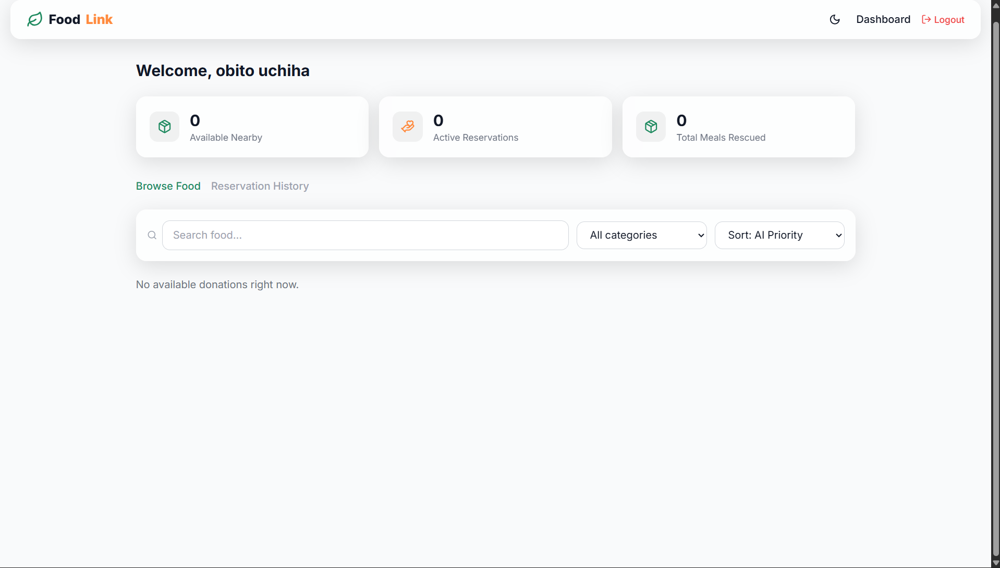 Food Link
Dashboard
Logout
Welcome, obito uchiha
0
Available Nearby
0
Active Reservations
0
Total Meals Rescued
Browse Food
Reservation History
Search food...
All categories
Sort: AI Priority
No available donations right now.